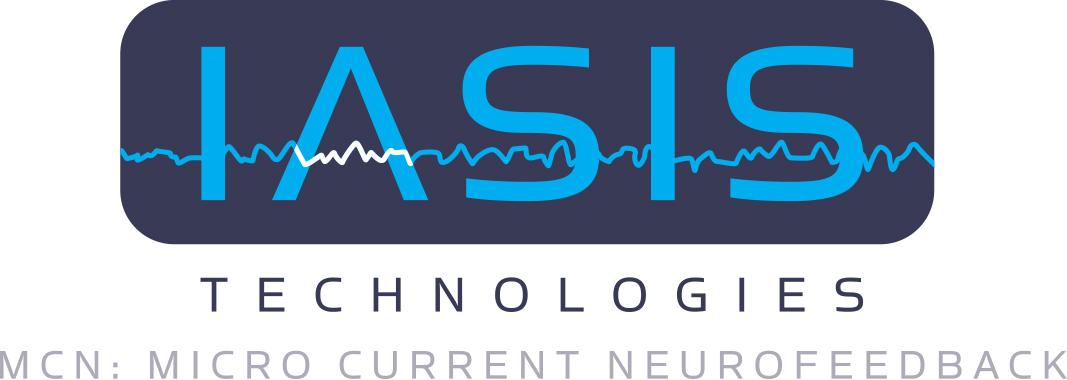 IASIS
TECHNOLOGIES
MCN: MICRO CURRENT NEUROFEEDBACK